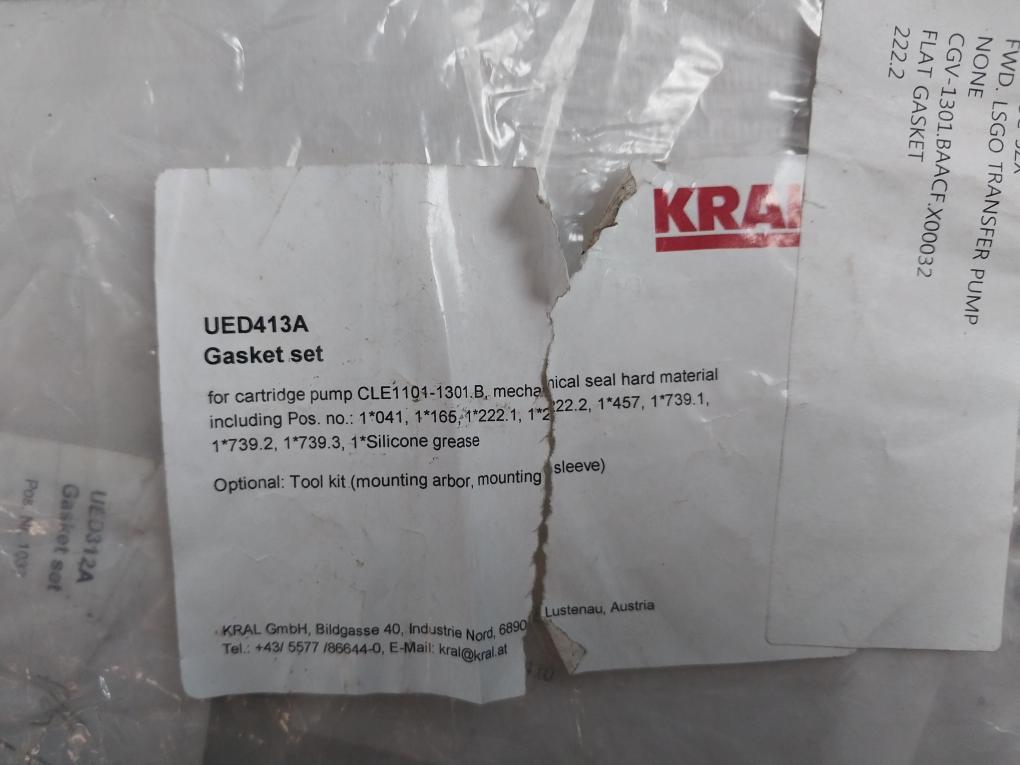 KRAL
UED413A
Gasket set
for cartridge pump CLE1101-1301.B, mechanical seal hard material
including Pos. no.: 1*041, 1*165, 1*222.1, 1*222.2, 1*457, 1*739.1,
1*739.2, 1*739.3, 1*Silicone grease
Optional: Tool kit (mounting arbor, mounting sleeve)
KRAL GmbH, Bildgasse 40, Industrie Nord, 6890 Lustenau, Austria
Tel.: +43/ 5577 /86644-0, E-Mail: kral@kral.at
FWD. LSGO TRANSFER PUMP
NONE
CGV-1301.BAACF.X00032
FLAT GASKET
222.2
UED312A
Gasket set
Pos. Nr.